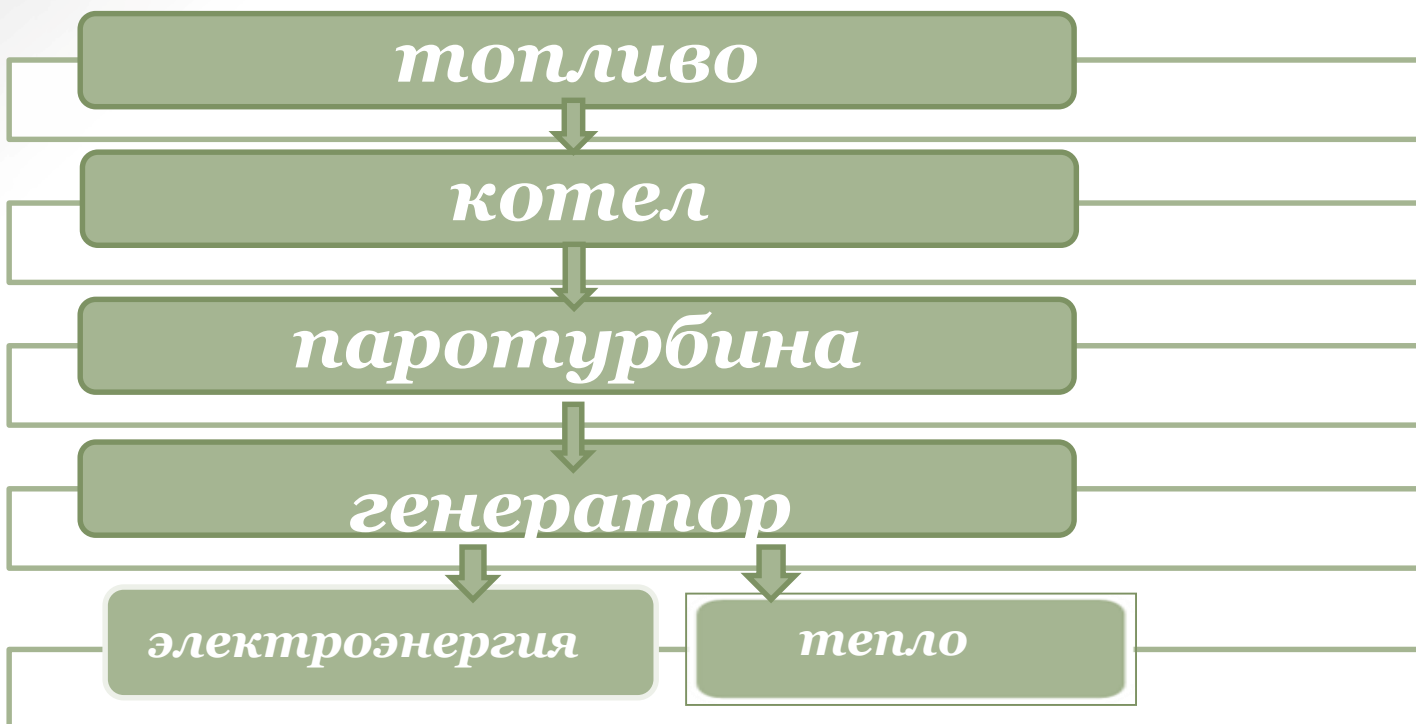 топливо
котел
паротурбина
генератор
электроэнергия
тепло